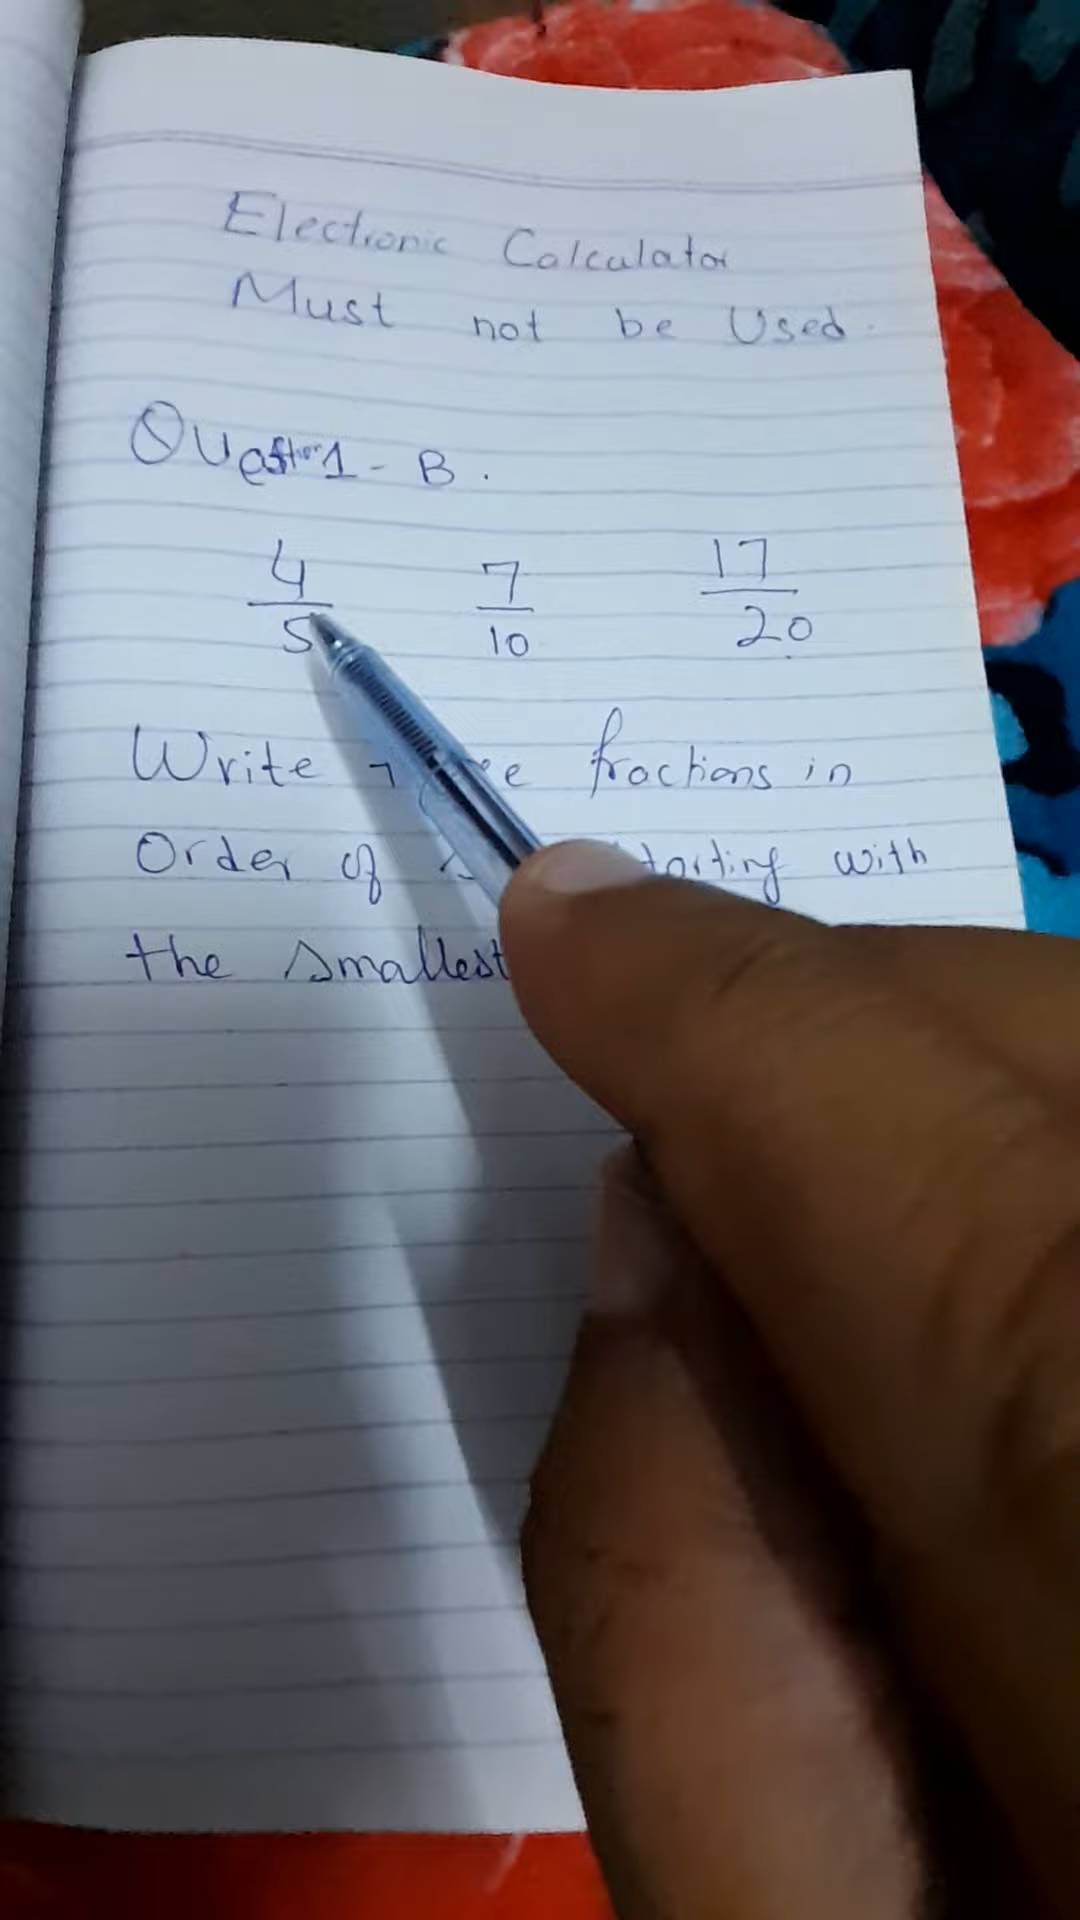 Electronic Calculator
Must not be Used.
Question 1 - B.
4 7 17
5 10 20
Write fractions in
Order of starting with
the smallest